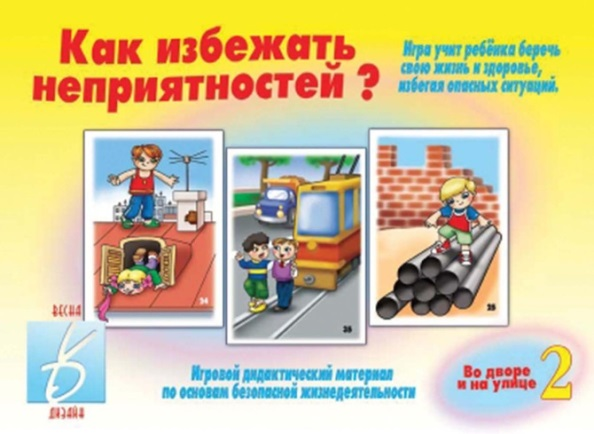 Как избежать
неприятностей ?
Игра учит ребёнка беречь
свою жизнь и здоровье,
избегая опасных ситуаций.
34
35
25
ВЕСНА
ДИЗАЙН
Игровой дидактический материал
по основам безопасной жизнедеятельности
Во дворе
и на улице
2